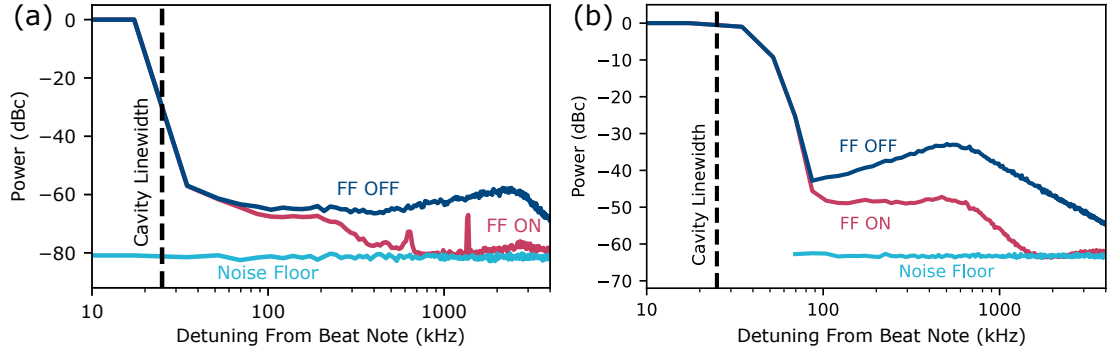 (a)
0
−20
−40
−60
−80
Power (dBc)
Cavity Linewidth
FF OFF
FF ON
Noise Floor
10
100
1000
Detuning From Beat Note (kHz)
(b)
0
−10
−20
−30
−40
−50
−60
−70
Power (dBc)
Cavity Linewidth
FF OFF
FF ON
Noise Floor
10
100
1000
Detuning From Beat Note (kHz)